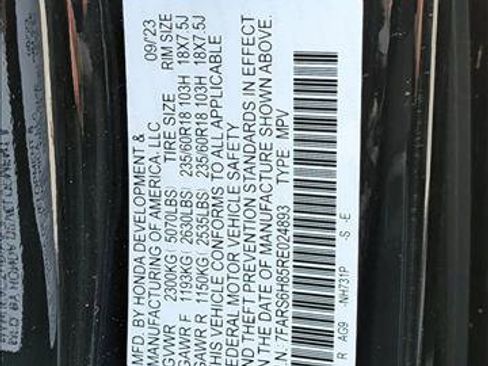 MFD. BY HONDA DEVELOPMENT &
MANUFACTURING OF AMERICA, LLC 09/'23
GVWR 2300KG( 5070LBS) TIRE SIZE RIM SIZE
GAWR F 1193KG( 2630LBS) 235/60R18 103H 18X7.5J
GAWR R 1150KG( 2535LBS) 235/60R18 103H 18X7.5J
THIS VEHICLE CONFORMS TO ALL APPLICABLE
FEDERAL MOTOR VEHICLE SAFETY
AND THEFT PREVENTION STANDARDS IN EFFECT
ON THE DATE OF MANUFACTURE SHOWN ABOVE.
I.N.: 7FARS6H85RE024893 TYPE: MPV
R AG9 -NH731P -S -E